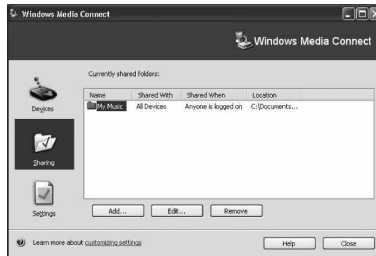 Windows Media Connect
Windows Media Connect
Currently shared folders:
Name Shared With Shared When Location
My Music All Devices Anyone is logged on C:\Documents...
Devices
Sharing
Settings
Add... Edit... Remove
Learn more about customizing settings
Help Close